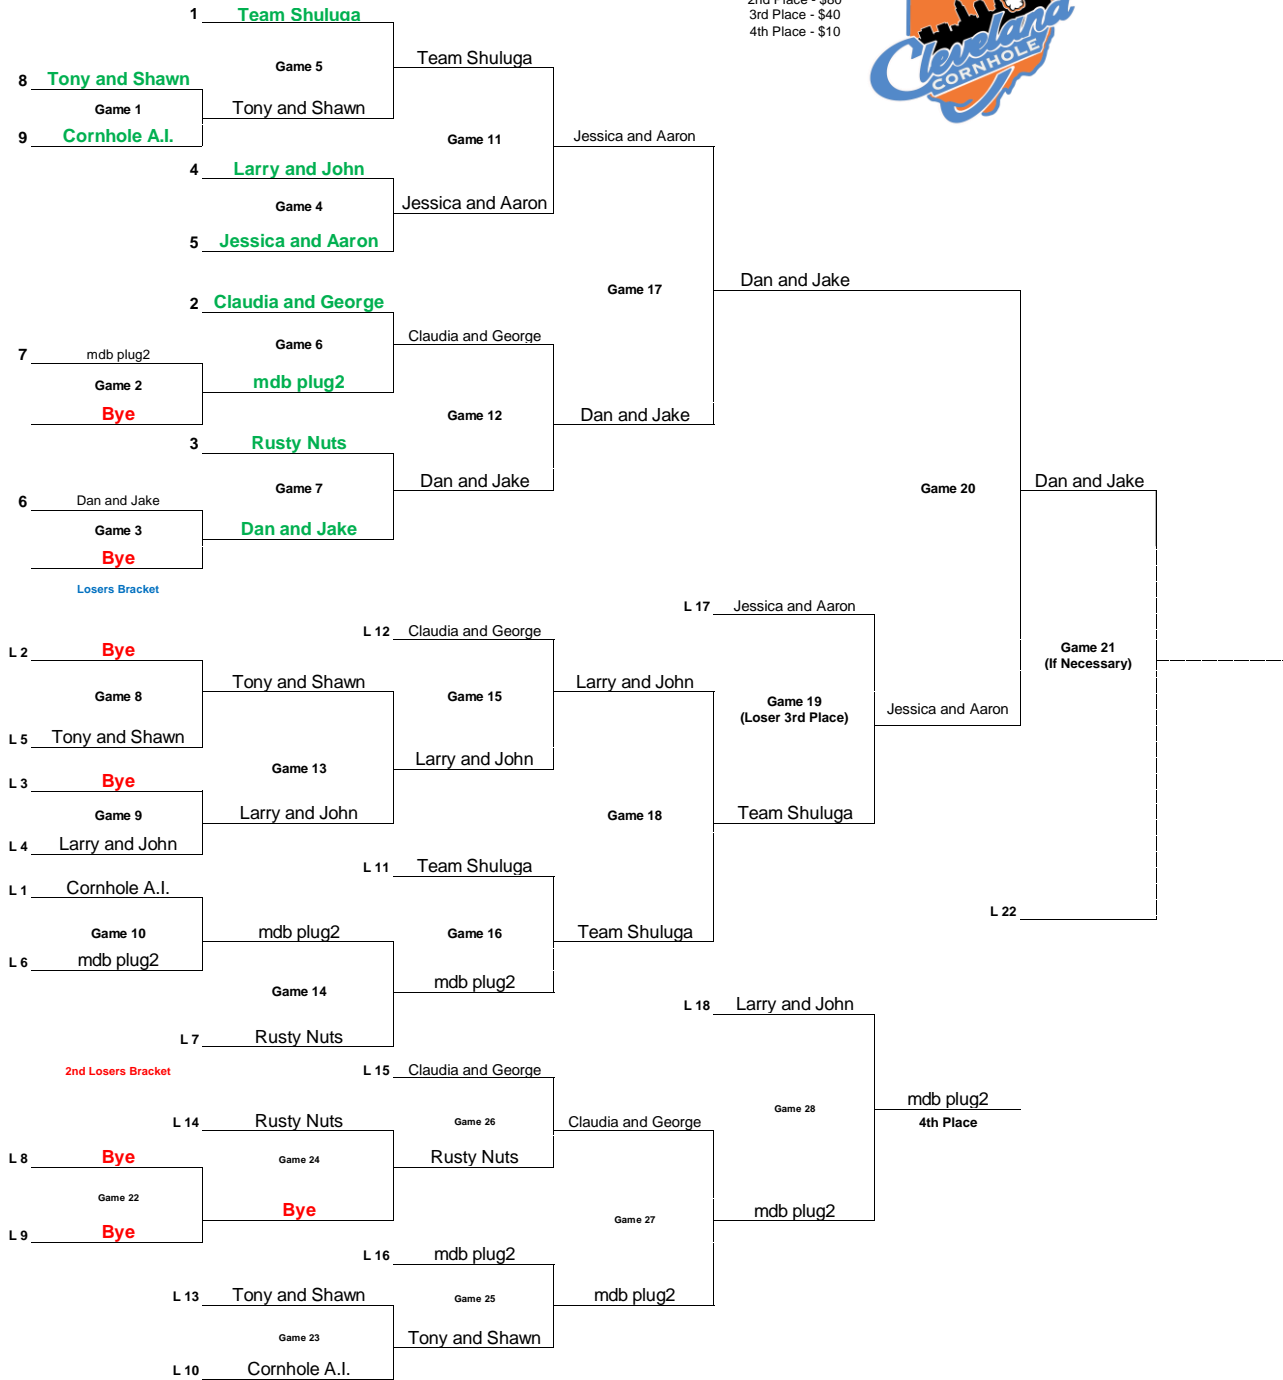 1 Team Shuluga
2nd Place - $80
3rd Place - $40
4th Place - $10
Cleveland
CORNHOLE
Team Shuluga
Game 5
8 Tony and Shawn
Game 1
Tony and Shawn
9 Cornhole A.I.
Game 11
Jessica and Aaron
4 Larry and John
Game 4
Jessica and Aaron
5 Jessica and Aaron
Game 17
Dan and Jake
2 Claudia and George
Game 6
Claudia and George
7 mdb plug2
Game 2
mdb plug2
Bye
Game 12
Dan and Jake
3 Rusty Nuts
Game 7
Dan and Jake
6 Dan and Jake
Game 3
Dan and Jake
Bye
Game 20
Dan and Jake
Losers Bracket
L 17 Jessica and Aaron
L 12 Claudia and George
L 2 Bye
Game 8
Tony and Shawn
Game 15
Larry and John
Game 19
(Loser 3rd Place)
Jessica and Aaron
Game 21
(If Necessary)
L 5 Tony and Shawn
Game 13
Larry and John
L 3 Bye
Game 9
Larry and John
Game 18
Team Shuluga
L 4 Larry and John
L 11 Team Shuluga
L 1 Cornhole A.I.
L 22
Game 10
mdb plug2
Game 16
Team Shuluga
L 6 mdb plug2
Game 14
mdb plug2
L 18 Larry and John
L 7 Rusty Nuts
2nd Losers Bracket
L 15 Claudia and George
Game 28
mdb plug2
4th Place
L 14 Rusty Nuts
Game 26
Claudia and George
L 8 Bye
Game 24
Rusty Nuts
Game 22
Bye
Game 27
mdb plug2
L 9 Bye
L 16 mdb plug2
L 13 Tony and Shawn
Game 25
mdb plug2
Game 23
Tony and Shawn
L 10 Cornhole A.I.